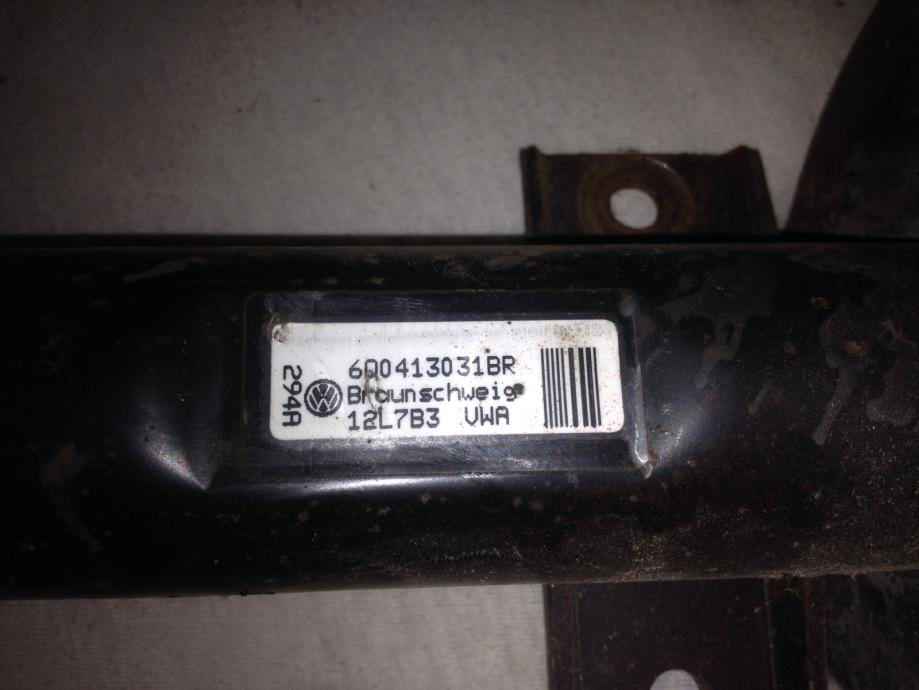 294A
6Q0413031BR
Braunschweig
12L7B3 VWA